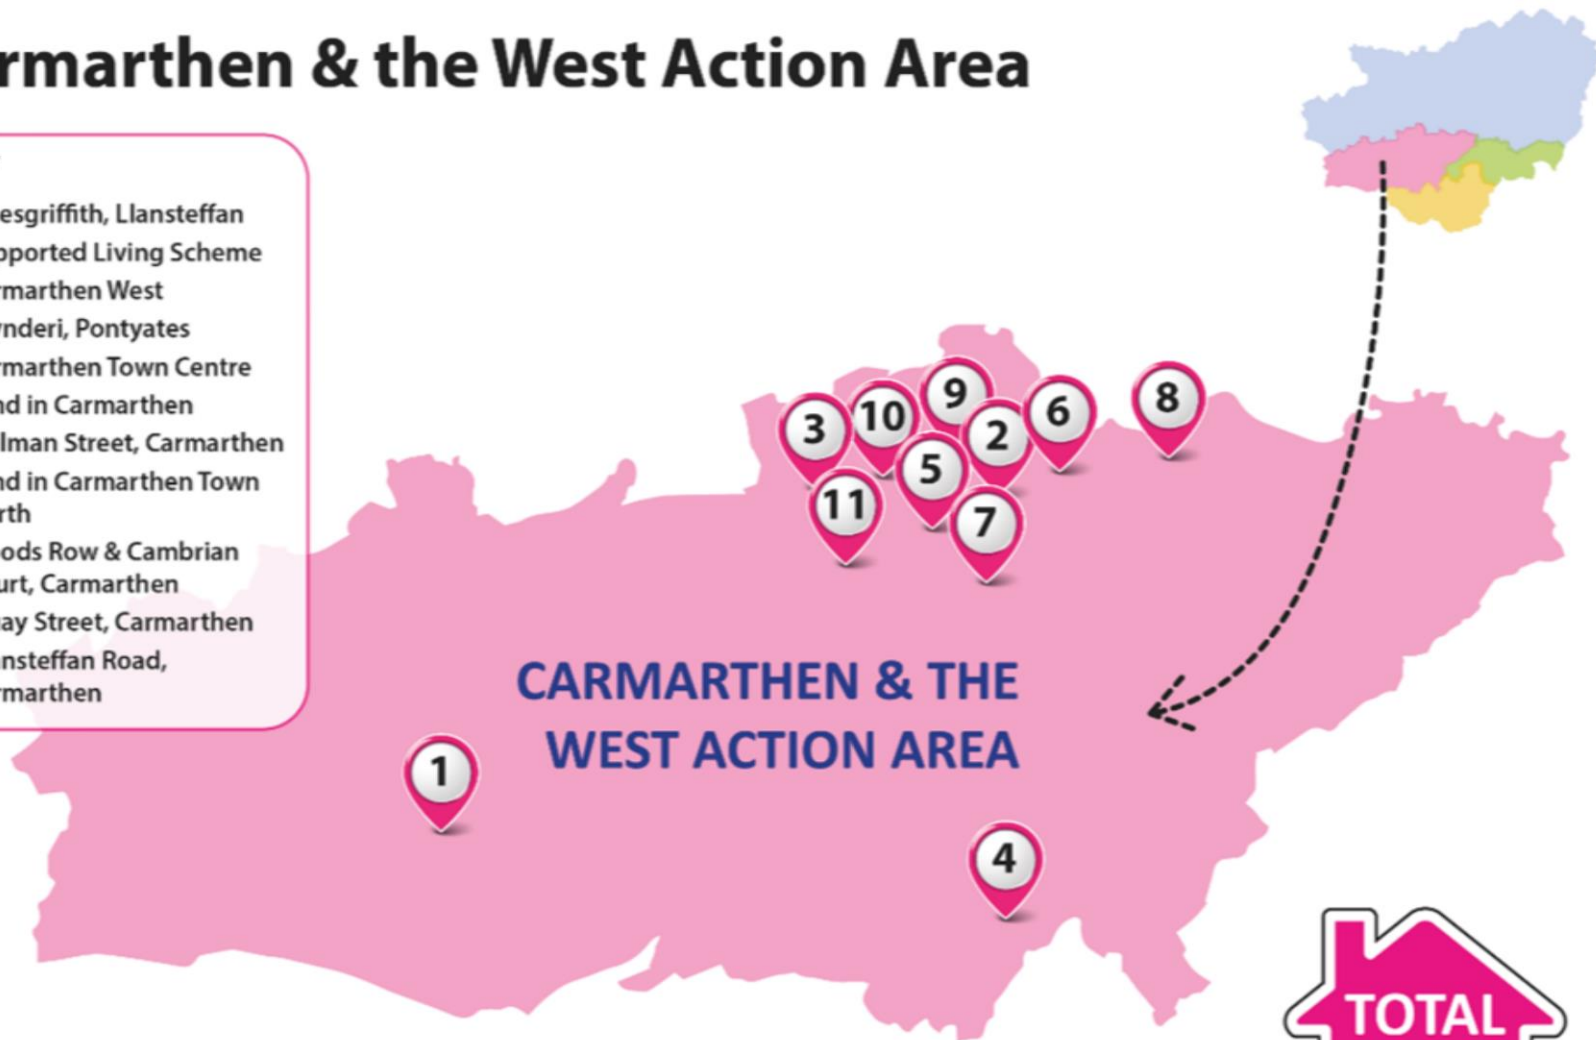 rmarthen & the West Action Area
esgriffith, Llansteffan
pported Living Scheme
rmarthen West
nderi, Pontyates
rmarthen Town Centre
nd in Carmarthen
lman Street, Carmarthen
nd in Carmarthen Town
rth
ods Row & Cambrian
urt, Carmarthen
ay Street, Carmarthen
nsteffan Road,
rmarthen
9
8
6
10
3
2
5
11
7
CARMARTHEN & THE
WEST ACTION AREA
1
4
TOTAL